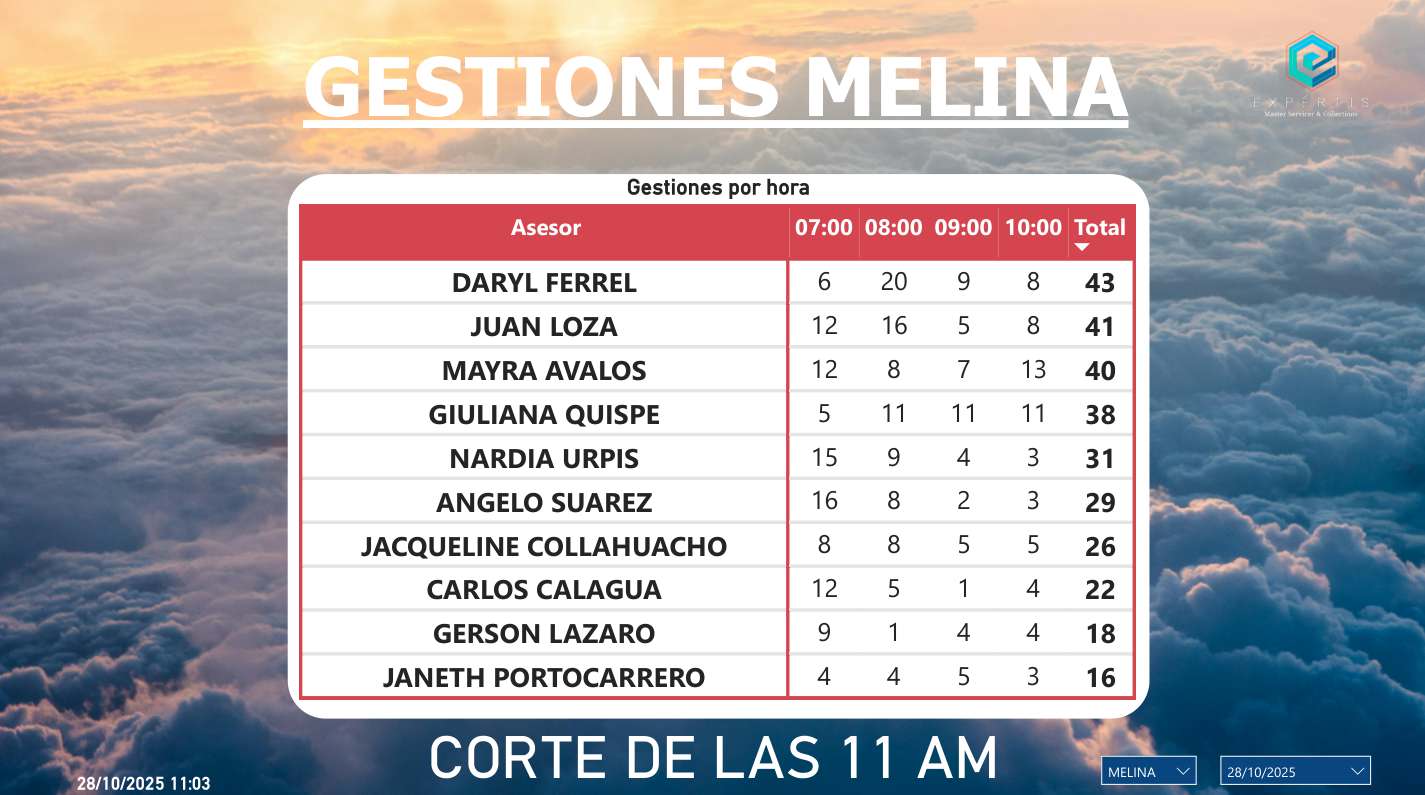 GESTIONES MELINA
EXPERTIS
Master Servicer & Collections
Gestiones por hora
Asesor 07:00 08:00 09:00 10:00 Total
DARYL FERREL 6 20 9 8 43
JUAN LOZA 12 16 5 8 41
MAYRA AVALOS 12 8 7 13 40
GIULIANA QUISPE 5 11 11 11 38
NARDIA URPIS 15 9 4 3 31
ANGELO SUAREZ 16 8 2 3 29
JACQUELINE COLLAHUACHO 8 8 5 5 26
CARLOS CALAGUA 12 5 1 4 22
GERSON LAZARO 9 1 4 4 18
JANETH PORTOCARRERO 4 4 5 3 16
CORTE DE LAS 11 AM
28/10/2025 11:03
MELINA
28/10/2025